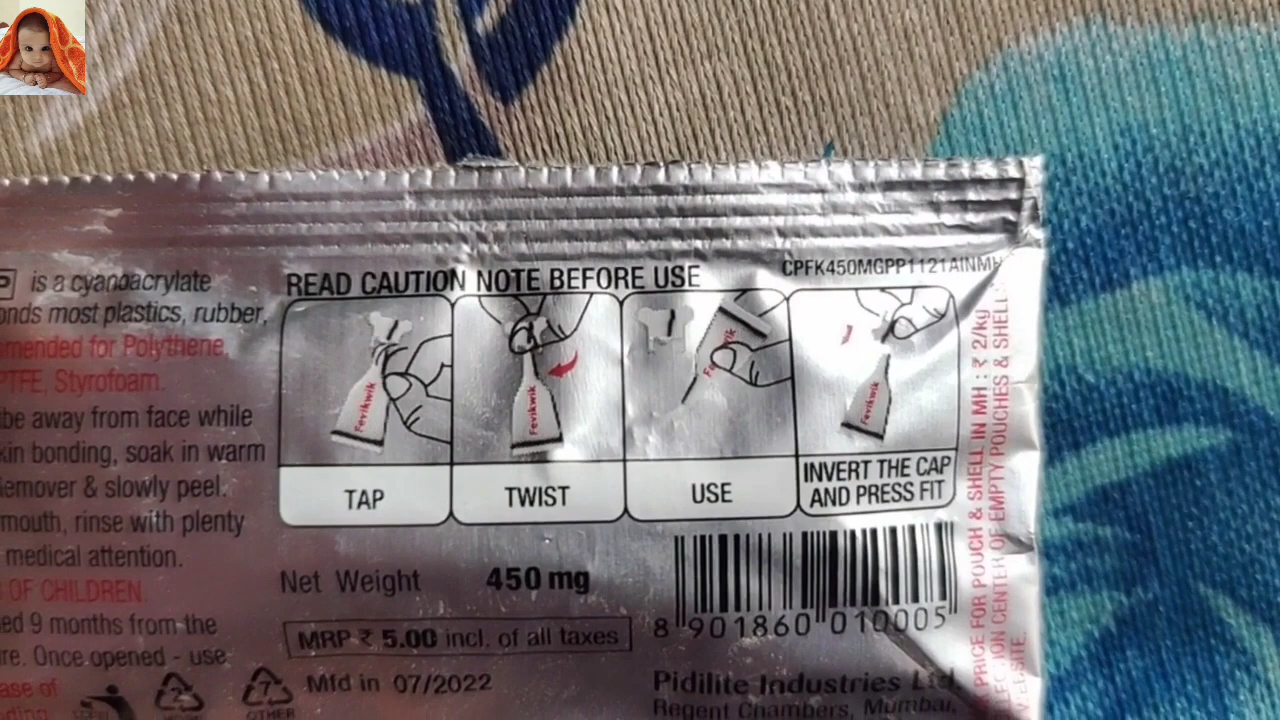 is a cyanoacrylate
onds most plastics, rubber,
mended for Polythene,
PTFE, Styrofoam.
be away from face while
kin bonding, soak in warm
emover & slowly peel.
mouth, rinse with plenty
medical attention.
OF CHILDREN.
ed 9 months from the
re. Once opened - use
ase of
READ CAUTION NOTE BEFORE USE
CPFK450MGPP1121AINMH
Fevikwik
Fevikwik
Fevikwik
TAP
TWIST
USE
INVERT THE CAP
AND PRESS FIT
Net Weight 450 mg
MRP ₹ 5.00 incl. of all taxes
Mfd in 07/2022
7
OTHER
8 901860 010005
Pidilite Industries Ltd.
Regent Chambers, Mumbai,
PRICE FOR POUCH & SHELL IN MH : ₹ 2/kg
CENTER OF EMPTY POUCHES & SHELL